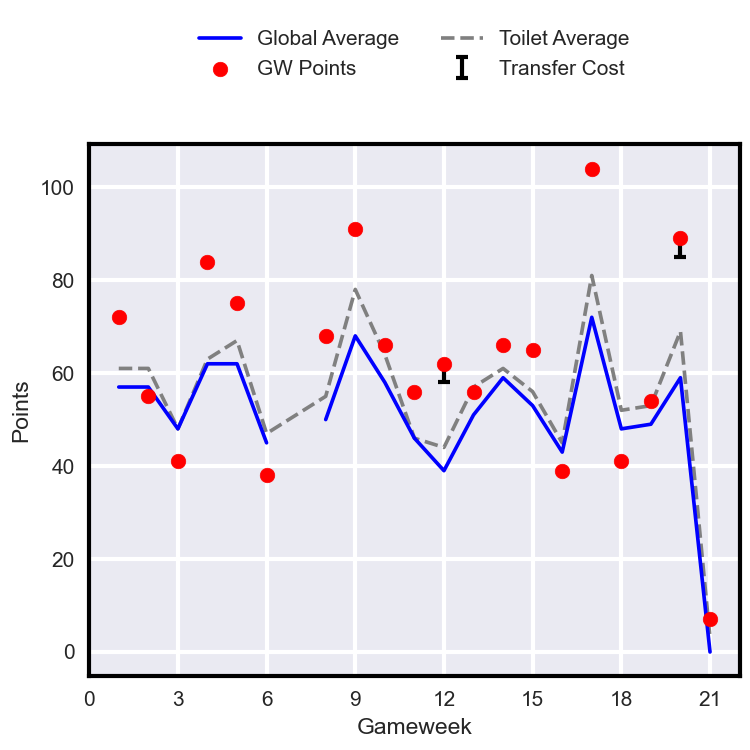 Global Average
Toilet Average
GW Points
Transfer Cost
100
80
60
40
20
0
Points
0 3 6 9 12 15 18 21
Gameweek